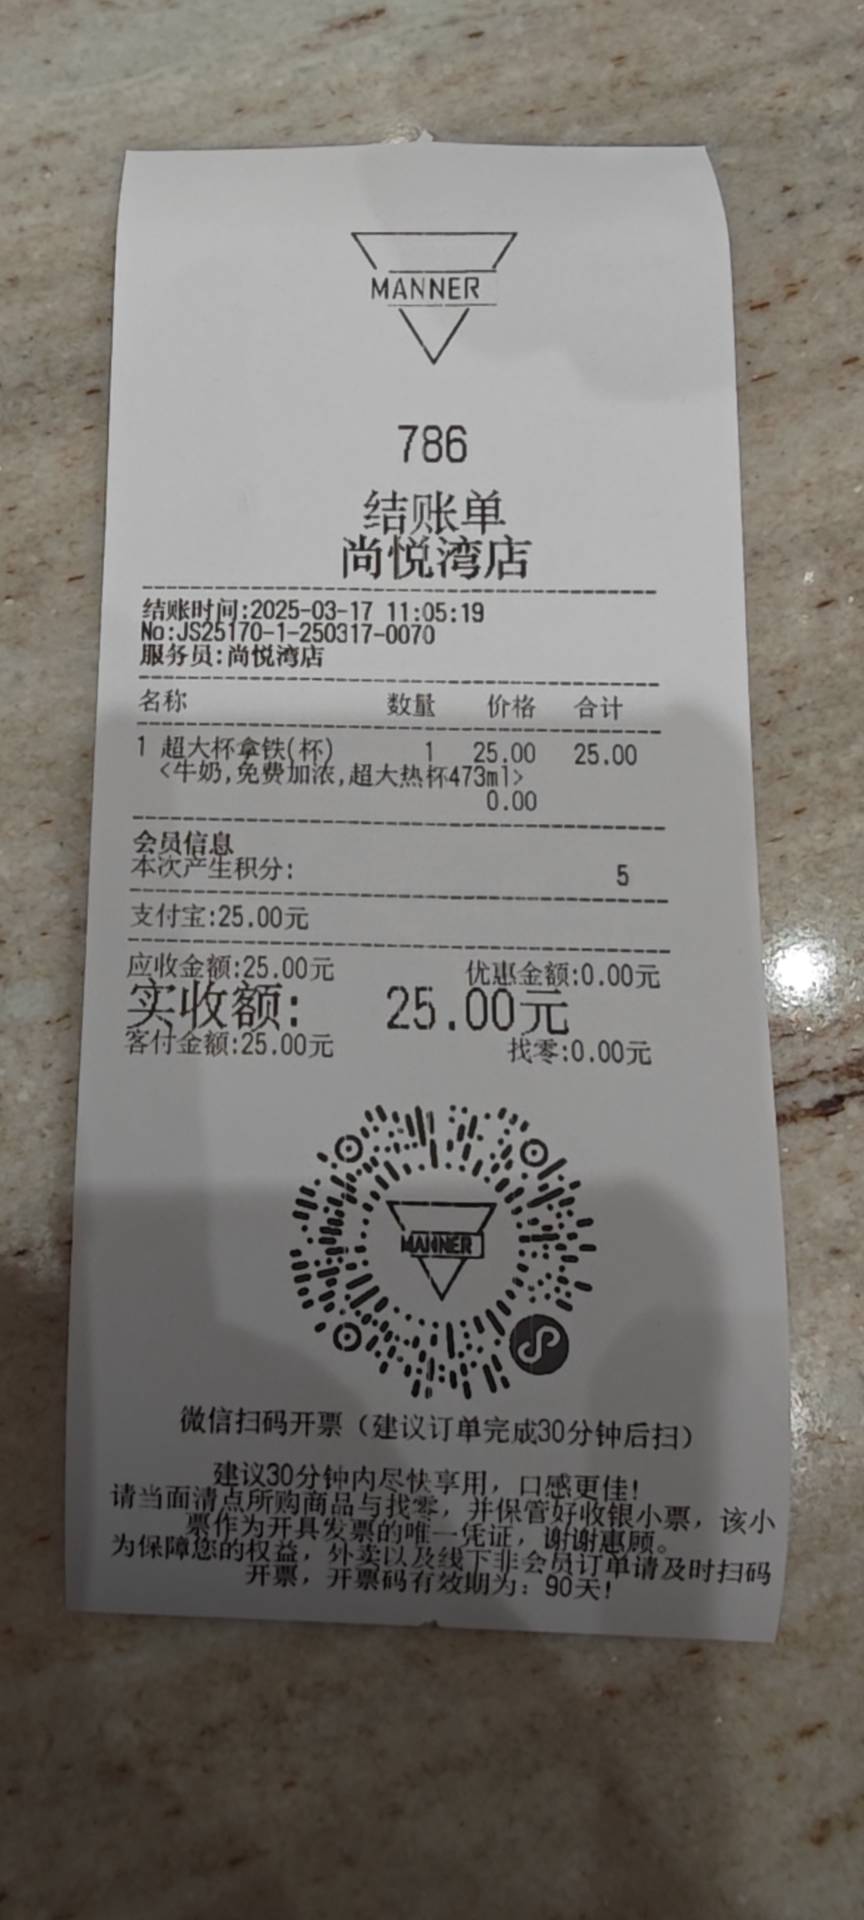 MANNER
786
结账单
尚悦湾店
结账时间:2025-03-17 11:05:19
No:JS25170-1-250317-0070
服务员:尚悦湾店
名称 数量 价格 合计
1 超大杯拿铁(杯) 1 25.00 25.00
<牛奶,免费加浓,超大热杯473ml>
0.00
会员信息
本次产生积分: 5
支付宝:25.00元
应收金额:25.00元 优惠金额:0.00元
实收额: 25.00元
客付金额:25.00元 找零:0.00元
MANNER
微信扫码开票（建议订单完成30分钟后扫）
建议30分钟内尽快享用，口感更佳!
请当面清点所购商品与找零，并保管好收银小票，该小
票作为开具发票的唯一凭证，谢谢惠顾。
为保障您的权益，外卖以及线下非会员订单请及时扫码
开票，开票码有效期为：90天!